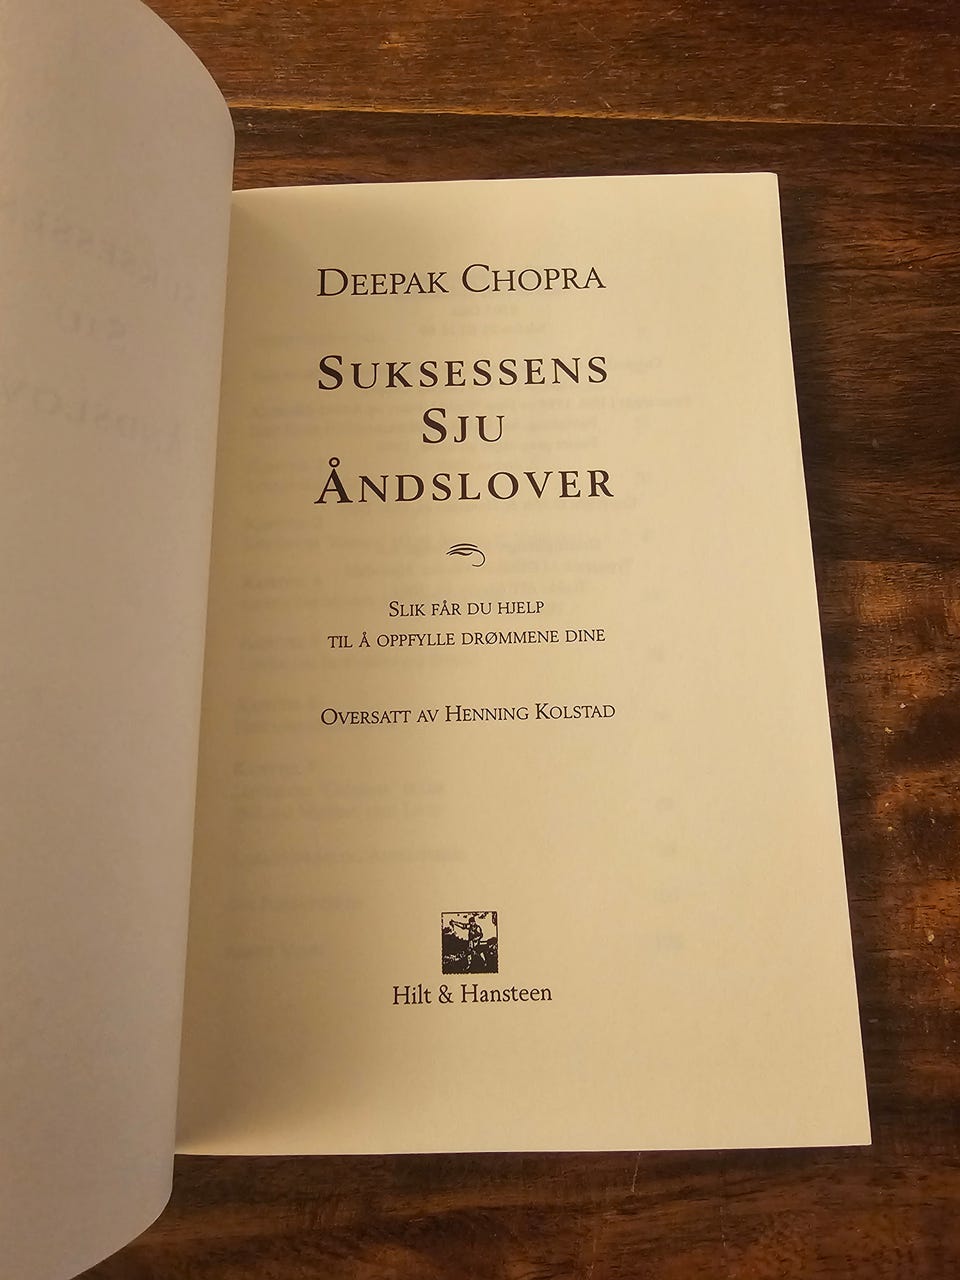 Deepak Chopra
Suksessens
Sju
Åndslover
Slik får du hjelp
til å oppfylle drømmene dine
Oversatt av Henning Kolstad
Hilt & Hansteen